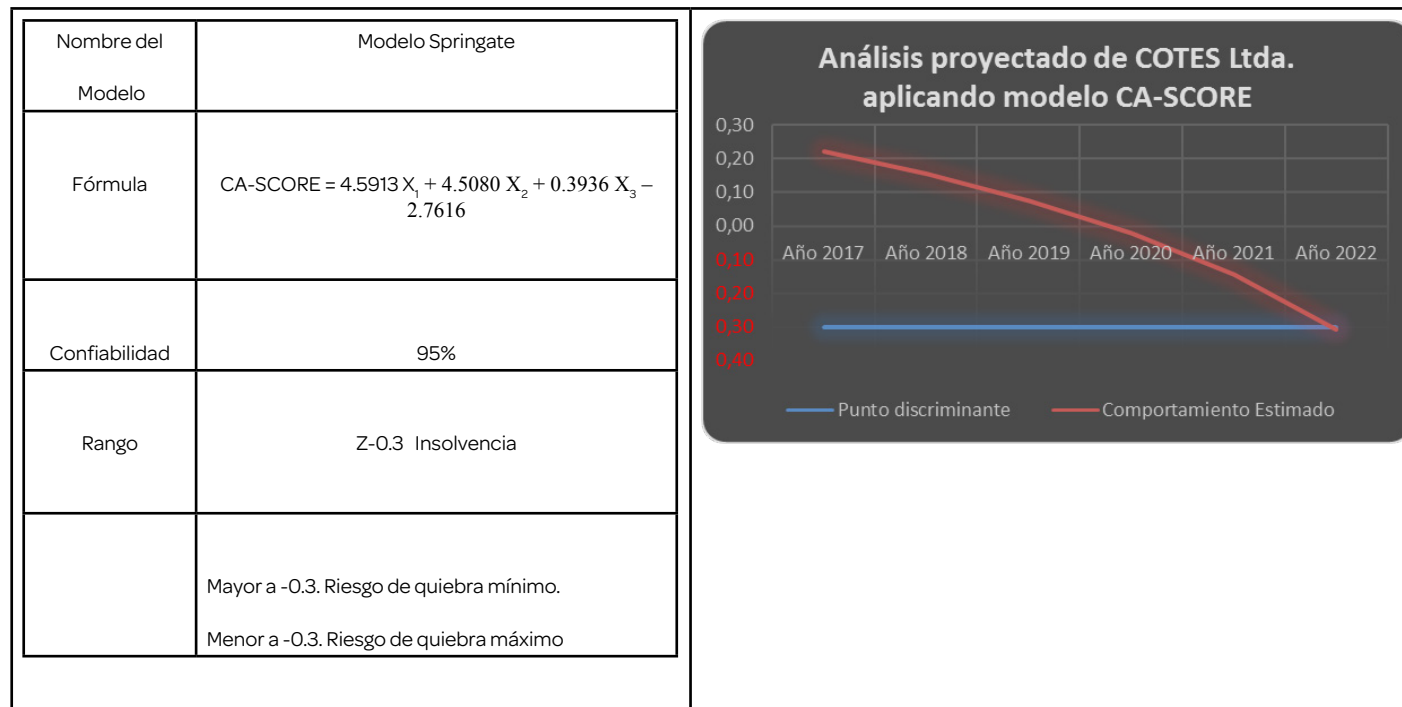 Nombre del
Modelo
Modelo Springate
Fórmula
CA-SCORE = 4.5913 X₁ + 4.5080 X₂ + 0.3936 X₃ –
2.7616
Confiabilidad
95%
Rango
Z-0.3 Insolvencia
Mayor a -0.3. Riesgo de quiebra mínimo.
Menor a -0.3. Riesgo de quiebra máximo
Análisis proyectado de COTES Ltda.
aplicando modelo CA-SCORE
0,30
0,20
0,10
0,00
0,10
0,20
0,30
0,40
Año 2017 Año 2018 Año 2019 Año 2020 Año 2021 Año 2022
Punto discriminante Comportamiento Estimado